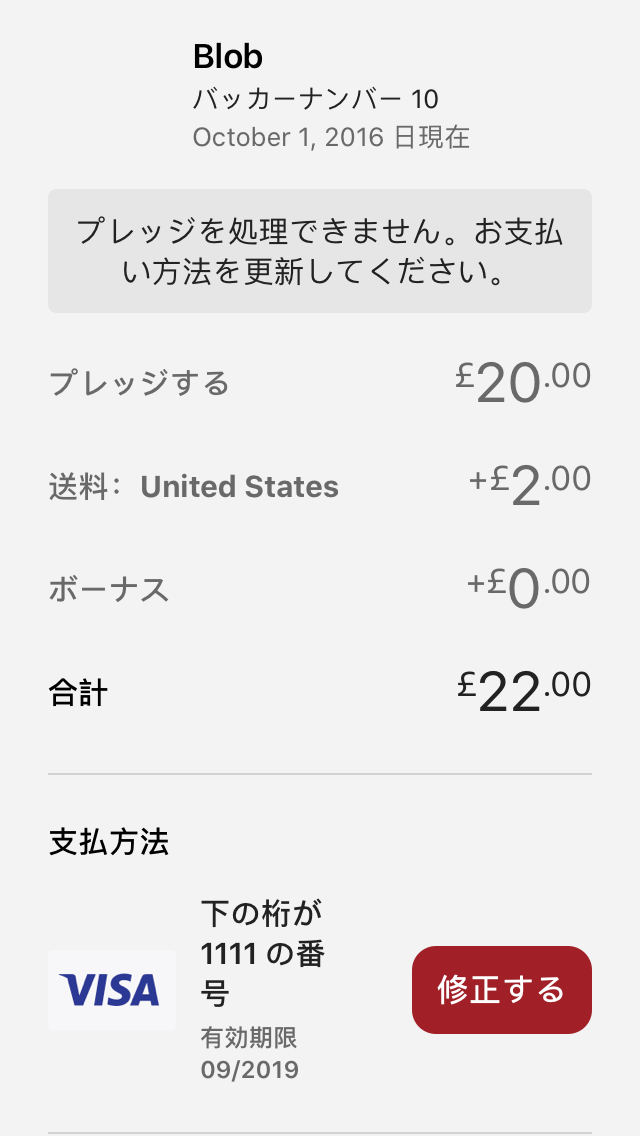 Blob
バッカーナンバー 10
October 1, 2016 日現在
プレッジを処理できません。お支払
い方法を更新してください。
プレッジする £20.00
送料： United States +£2.00
ボーナス +£0.00
合計 £22.00
支払方法
下の桁が
1111 の番
号
VISA
修正する
有効期限
09/2019